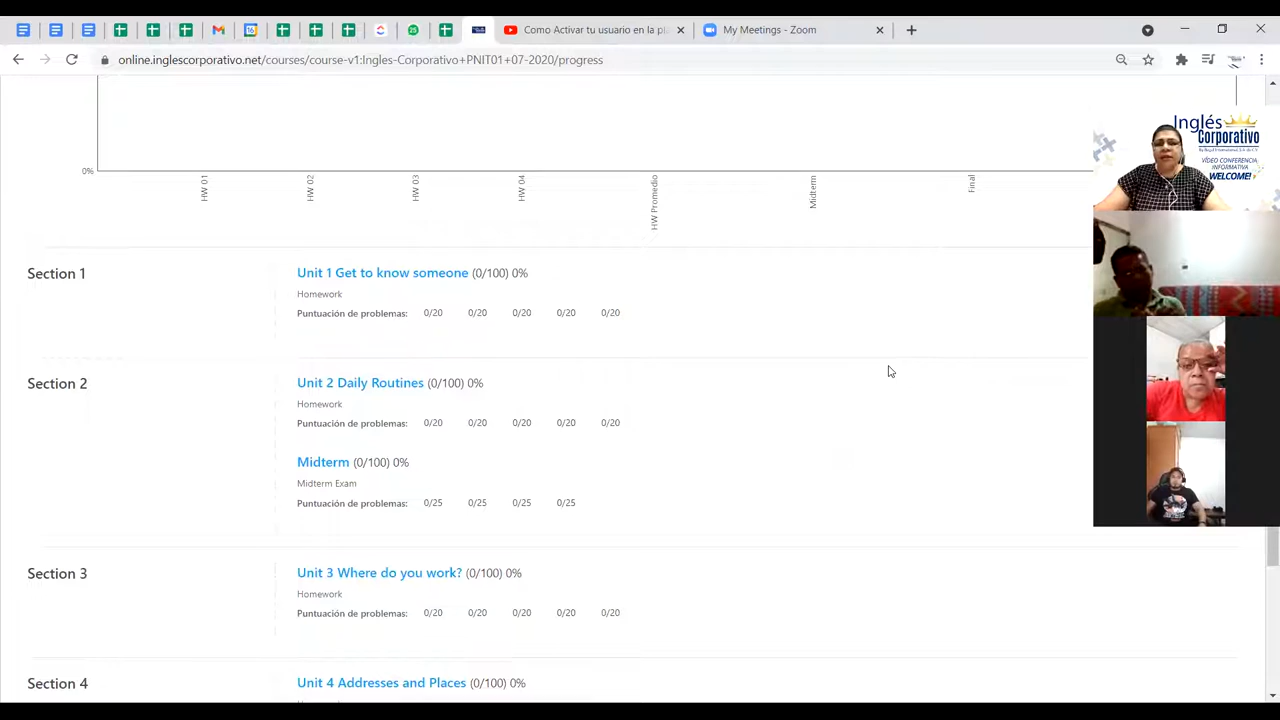 16
25
Como Activar tu usuario en la pla
My Meetings - Zoom
online.inglescorporativo.net/courses/course-v1:Ingles-Corporativo+PNIT01+07-2020/progress
0%
HW 01
HW 02
HW 03
HW 04
HW Promedio
Midterm
Final
Inglés
Corporativo
VÍDEO CONFERENCIA
INFORMATIVA
WELCOME!
Section 1
Unit 1 Get to know someone (0/100) 0%
Homework
Puntuación de problemas: 0/20 0/20 0/20 0/20 0/20
Section 2
Unit 2 Daily Routines (0/100) 0%
Homework
Puntuación de problemas: 0/20 0/20 0/20 0/20 0/20
Midterm (0/100) 0%
Midterm Exam
Puntuación de problemas: 0/25 0/25 0/25 0/25
Section 3
Unit 3 Where do you work? (0/100) 0%
Homework
Puntuación de problemas: 0/20 0/20 0/20 0/20 0/20
Section 4
Unit 4 Addresses and Places (0/100) 0%